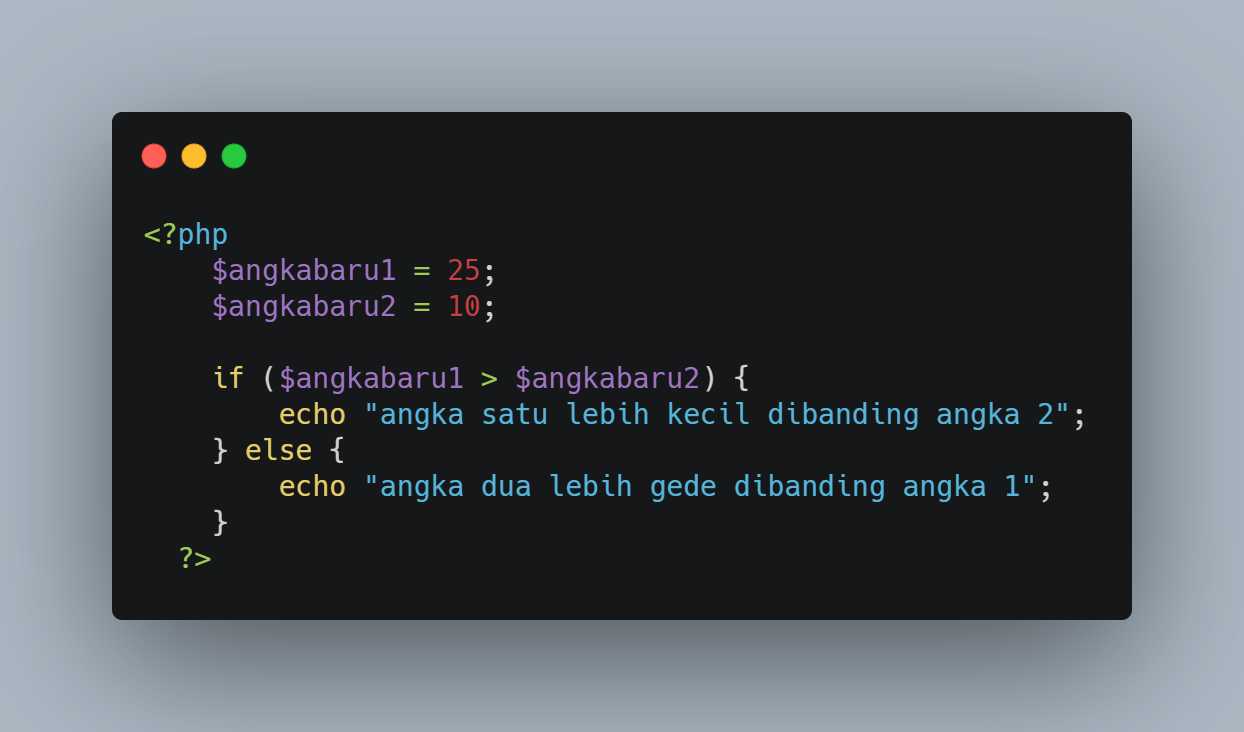 <?php
    $angkabaru1 = 25;
    $angkabaru2 = 10;

    if ($angkabaru1 > $angkabaru2) {
        echo "angka satu lebih kecil dibanding angka 2";
    } else {
        echo "angka dua lebih gede dibanding angka 1";
    }
  ?>